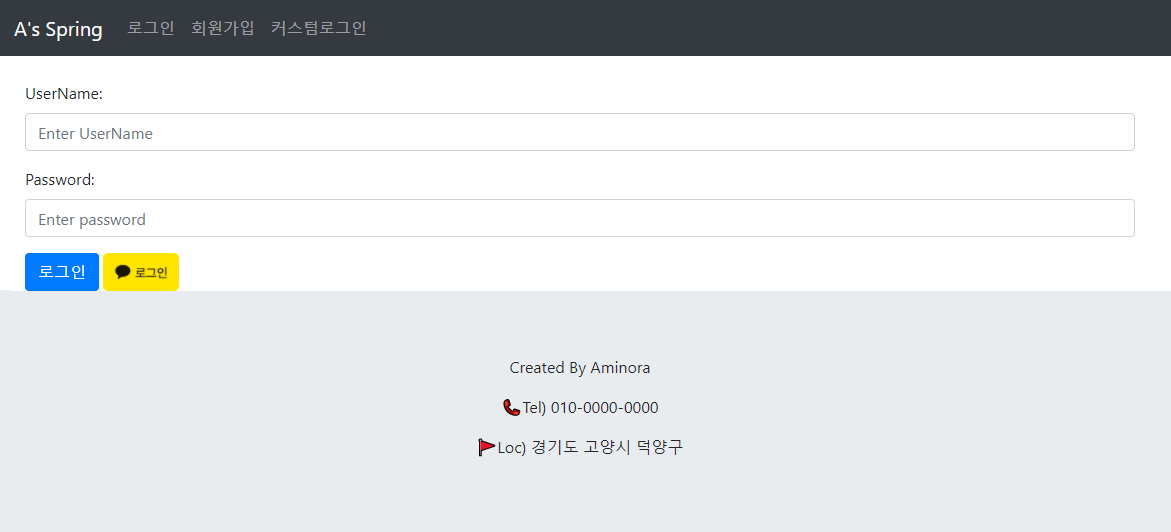 A's Spring 로그인 회원가입 커스텀로그인
UserName:
Enter UserName
Password:
Enter password
로그인 로그인
Created By Aminora
Tel) 010-0000-0000
Loc) 경기도 고양시 덕양구